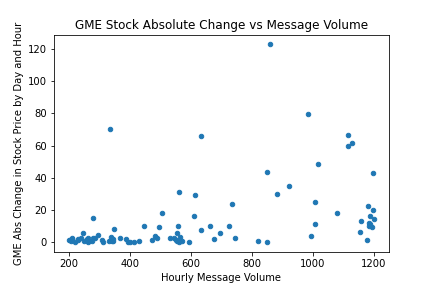 GME Stock Absolute Change vs Message Volume
GME Abs Change in Stock Price by Day and Hour
120
100
80
60
40
20
0
200 400 600 800 1000 1200
Hourly Message Volume